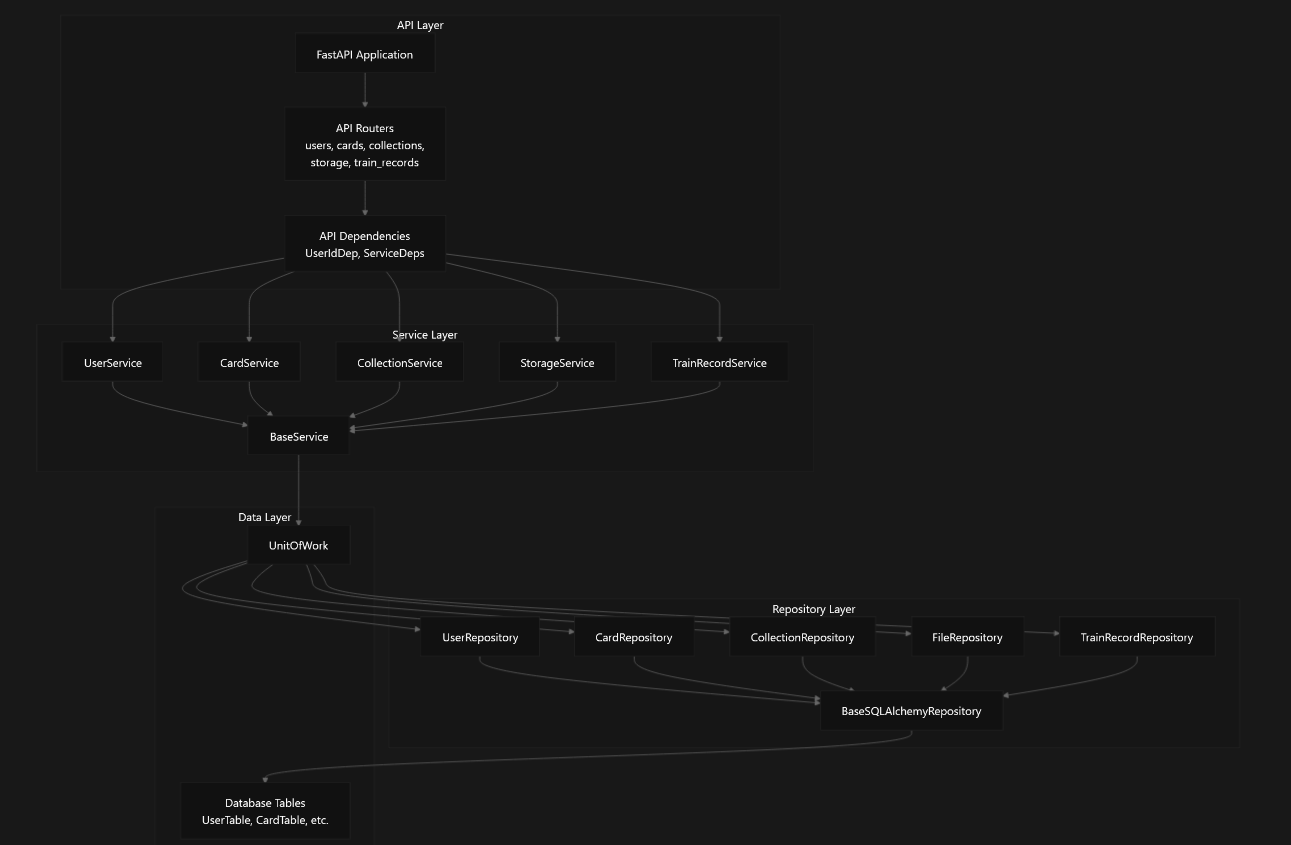 API Layer
FastAPI Application
API Routers
users, cards, collections,
storage, train_records
API Dependencies
UserIdDep, ServiceDeps
Service Layer
UserService
CardService
CollectionService
StorageService
TrainRecordService
BaseService
Data Layer
UnitOfWork
Repository Layer
UserRepository
CardRepository
CollectionRepository
FileRepository
TrainRecordRepository
BaseSQLAlchemyRepository
Database Tables
UserTable, CardTable, etc.